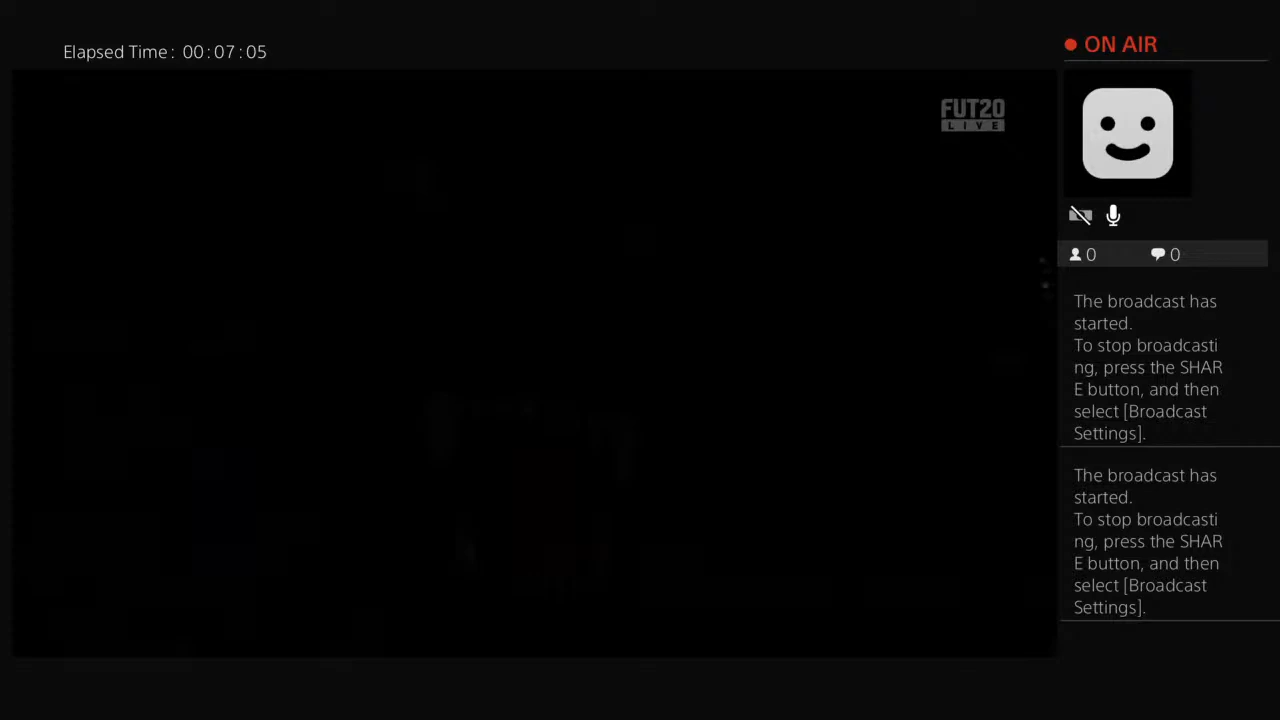 Elapsed Time: 00:07:05
ON AIR
FUT20
LIVE
0 0
The broadcast has
started.
To stop broadcasti
ng, press the SHAR
E button, and then
select [Broadcast
Settings].
The broadcast has
started.
To stop broadcasti
ng, press the SHAR
E button, and then
select [Broadcast
Settings].